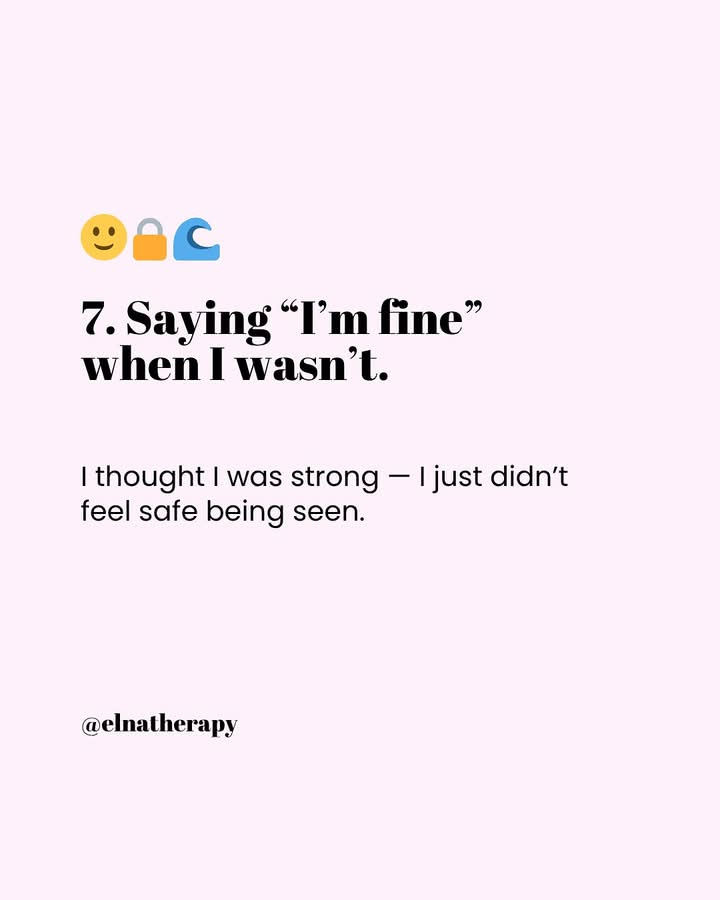 🙂🔒🌊
7. Saying “I’m fine”
when I wasn’t.
I thought I was strong — I just didn’t
feel safe being seen.
@elnatherapy